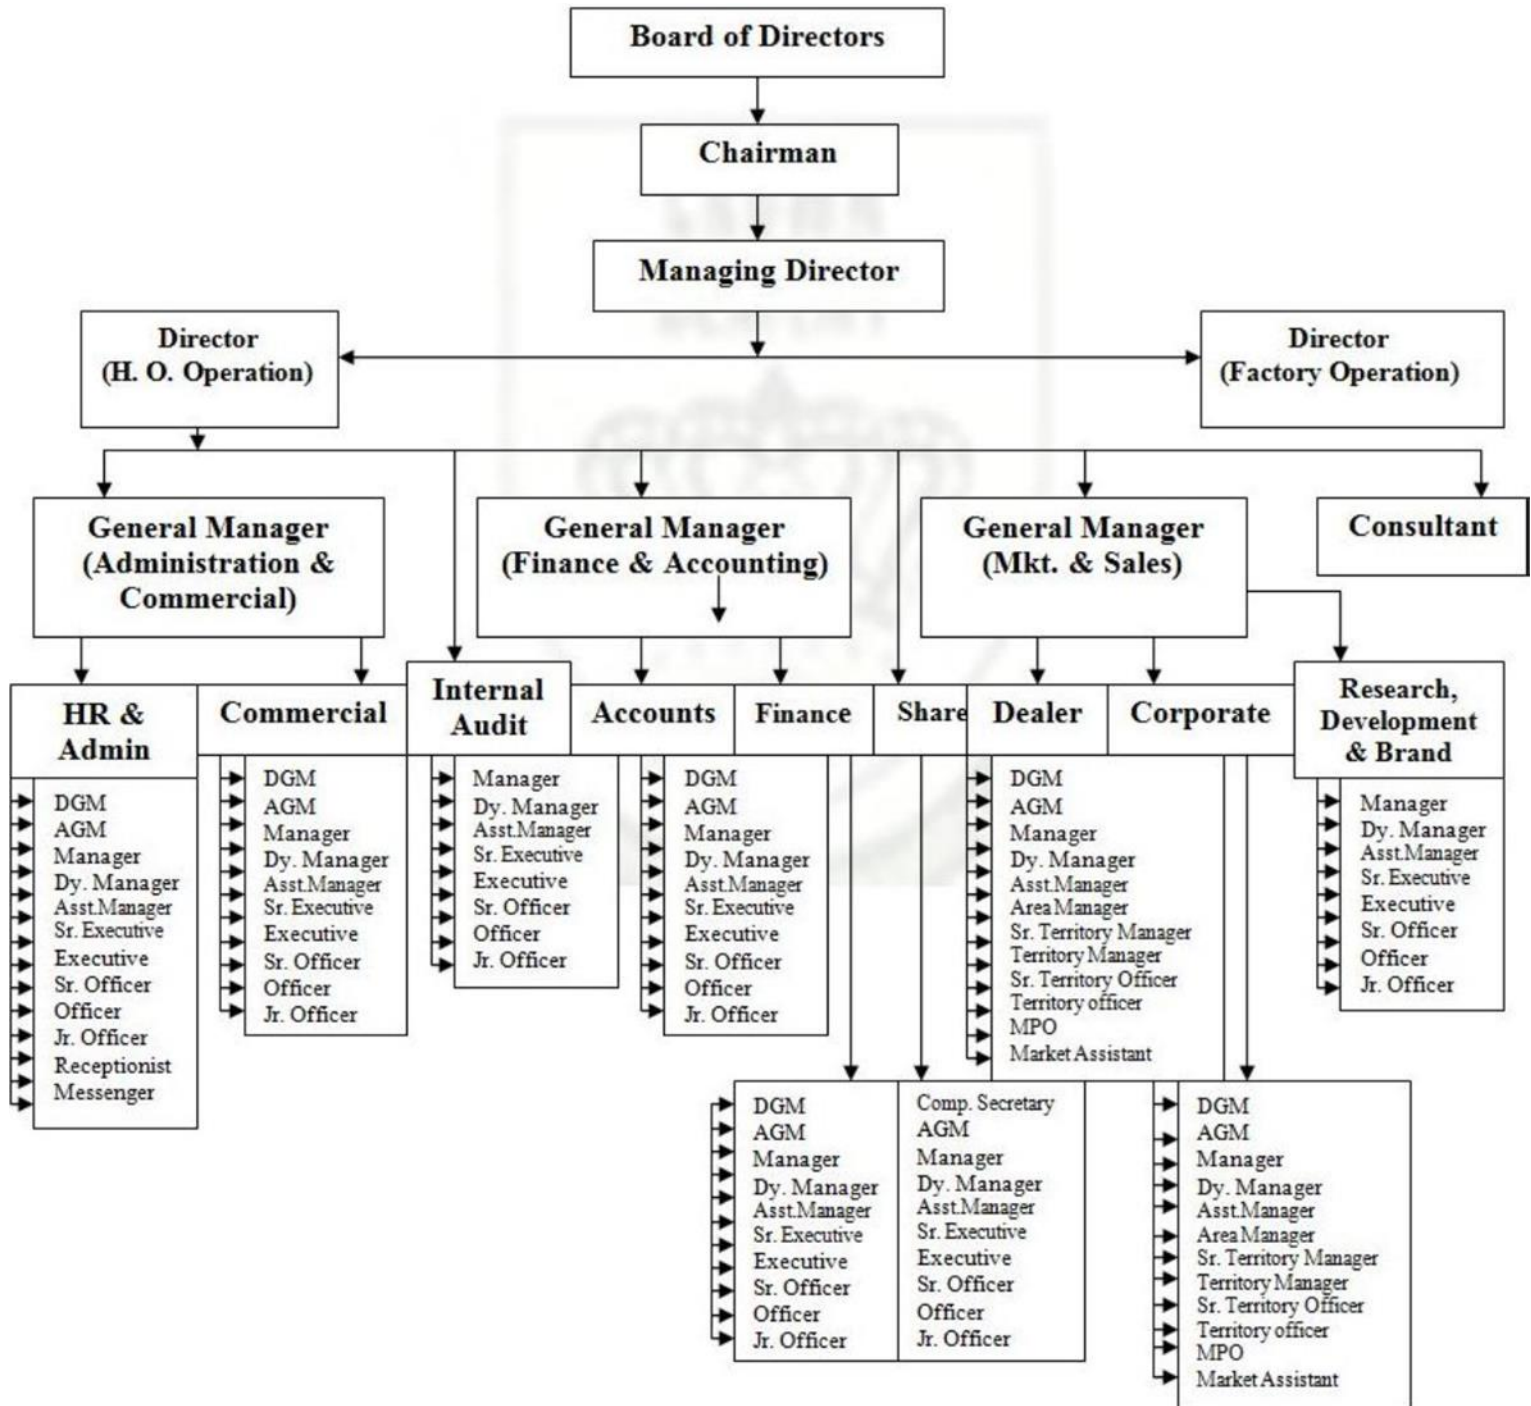 Board of Directors
Chairman
Managing Director
Director
(H. O. Operation)
Director
(Factory Operation)
General Manager
(Administration &
Commercial)
General Manager
(Finance & Accounting)
General Manager
(Mkt. & Sales)
Consultant
HR &
Admin
Commercial
Internal
Audit
Accounts
Finance
Share
Dealer
Corporate
Research,
Development
& Brand
DGM
AGM
Manager
Dy. Manager
Asst.Manager
Sr. Executive
Executive
Sr. Officer
Officer
Jr. Officer
Receptionist
Messenger
DGM
AGM
Manager
Dy. Manager
Asst.Manager
Sr. Executive
Executive
Sr. Officer
Officer
Jr. Officer
Manager
Dy. Manager
Asst.Manager
Sr. Executive
Executive
Sr. Officer
Officer
Jr. Officer
DGM
AGM
Manager
Dy. Manager
Asst.Manager
Sr. Executive
Executive
Sr. Officer
Officer
Jr. Officer
DGM
AGM
Manager
Dy. Manager
Asst.Manager
Area Manager
Sr. Territory Manager
Territory Manager
Sr. Territory Officer
Territory officer
MPO
Market Assistant
Manager
Dy. Manager
Asst.Manager
Sr. Executive
Executive
Sr. Officer
Officer
Jr. Officer
DGM
AGM
Manager
Dy. Manager
Asst.Manager
Sr. Executive
Executive
Sr. Officer
Officer
Jr. Officer
Comp. Secretary
AGM
Manager
Dy. Manager
Asst.Manager
Sr. Executive
Executive
Sr. Officer
Officer
Jr. Officer
DGM
AGM
Manager
Dy. Manager
Asst.Manager
Area Manager
Sr. Territory Manager
Territory Manager
Sr. Territory Officer
Territory officer
MPO
Market Assistant